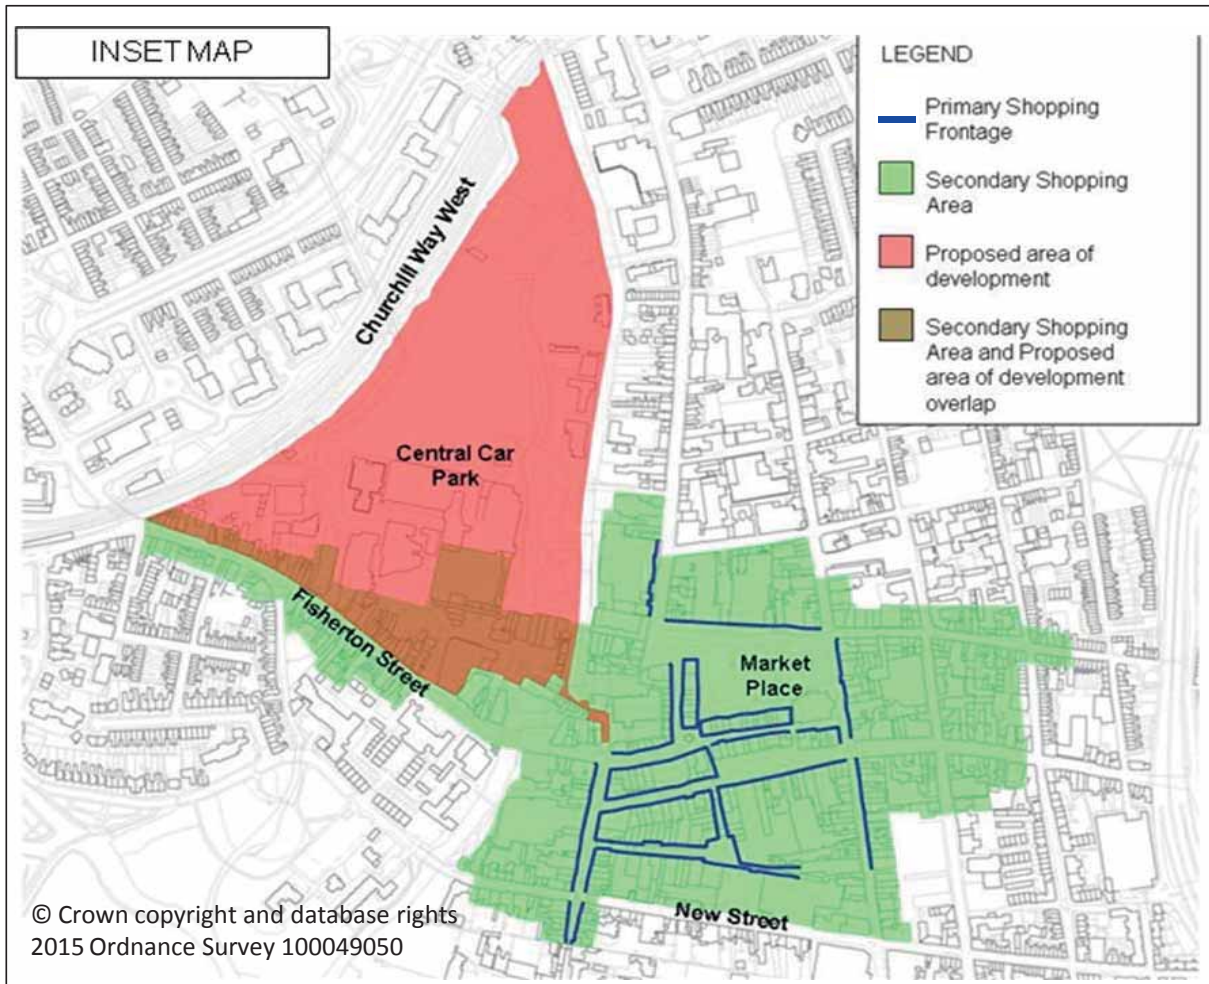 INSET MAP
LEGEND
Primary Shopping
Frontage
Secondary Shopping
Area
Proposed area of
development
Secondary Shopping
Area and Proposed
area of development
overlap
Churchill Way West
Central Car
Park
Fisherton Street
Market
Place
New Street
© Crown copyright and database rights
2015 Ordnance Survey 100049050